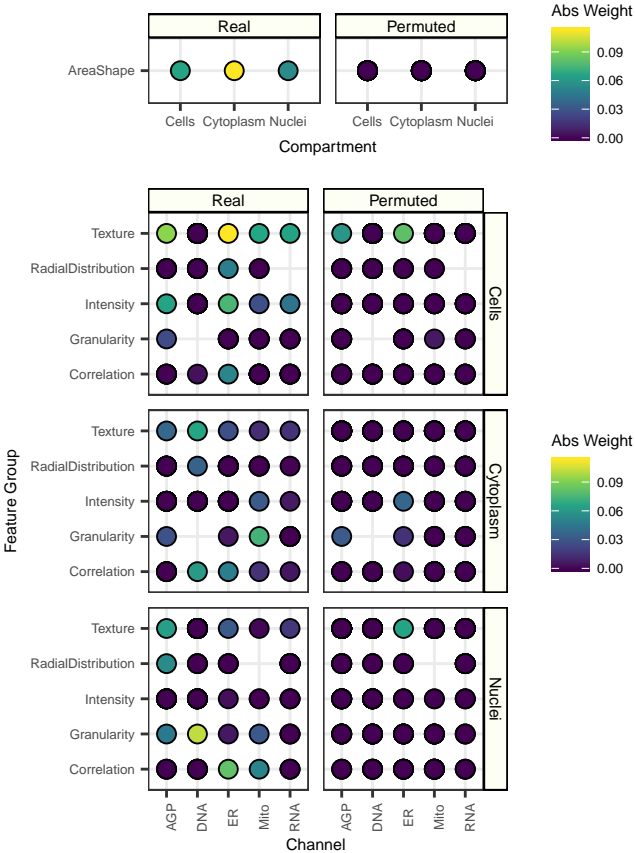 Real Permuted
AreaShape
Cells Cytoplasm Nuclei Cells Cytoplasm Nuclei
Compartment
Abs Weight
0.09
0.06
0.03
0.00
Real Permuted
Feature Group
Texture
RadialDistribution
Intensity
Granularity
Correlation
Cells
Texture
RadialDistribution
Intensity
Granularity
Correlation
Cytoplasm
Texture
RadialDistribution
Intensity
Granularity
Correlation
Nuclei
AGP DNA ER Mito RNA AGP DNA ER Mito RNA
Channel
Abs Weight
0.09
0.06
0.03
0.00